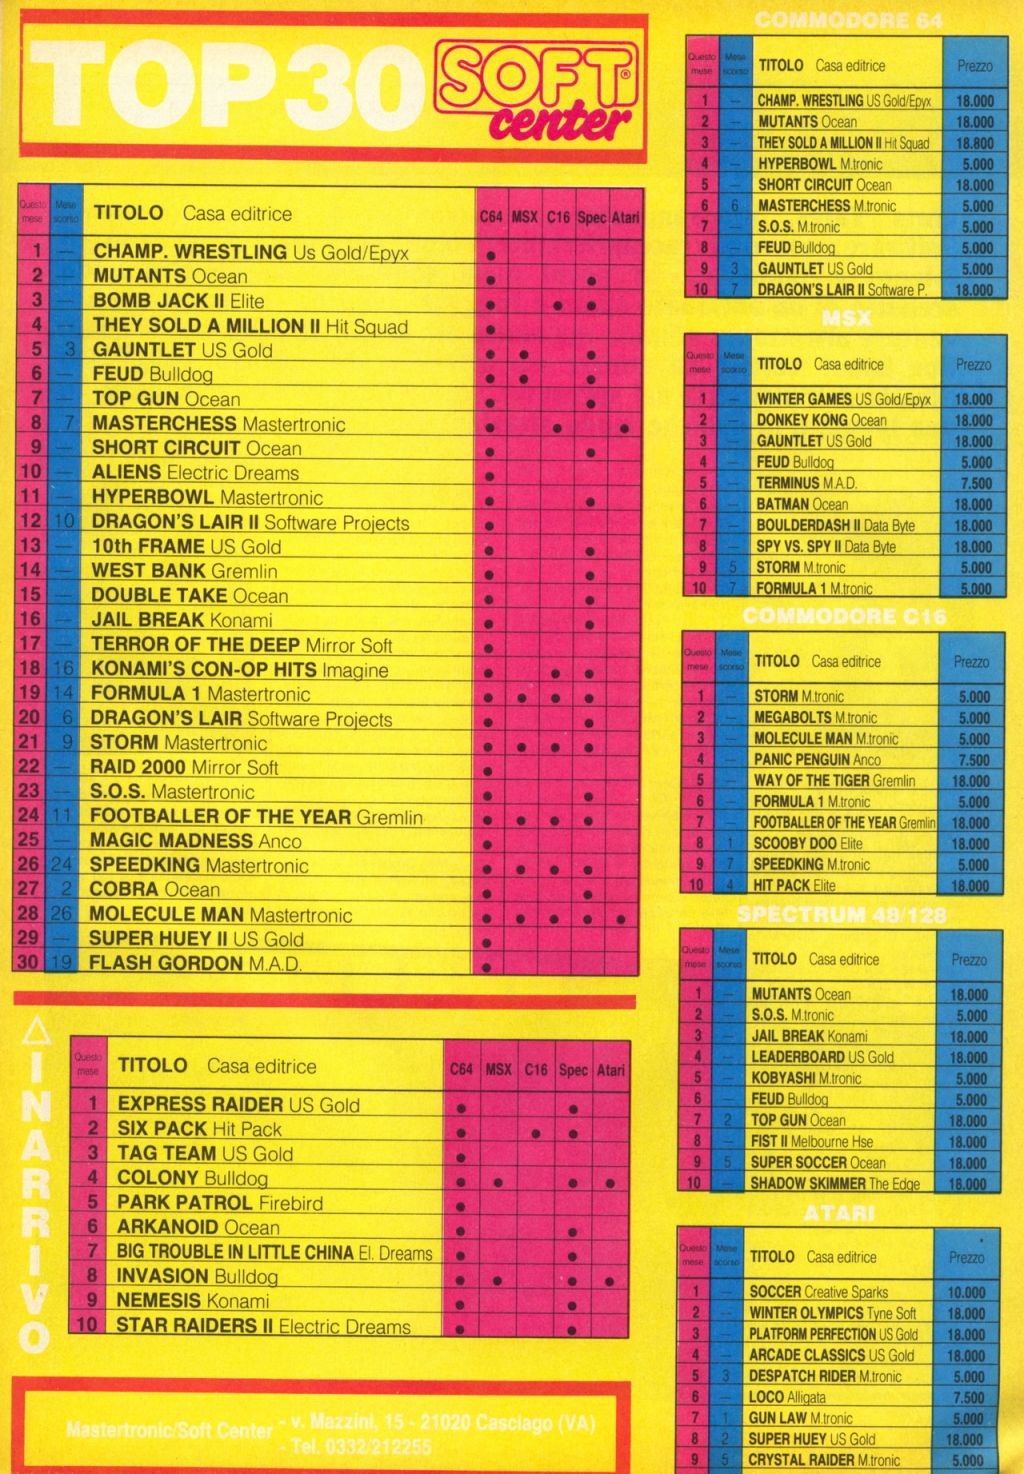 TOP 30 SOFT® center
Questo mese Mese scorso TITOLO Casa editrice C64 MSX C16 Spec Atari
1 — CHAMP. WRESTLING Us Gold/Epyx •
2 — MUTANTS Ocean • •
3 — BOMB JACK II Elite • • •
4 — THEY SOLD A MILLION II Hit Squad •
5 3 GAUNTLET US Gold • • •
6 — FEUD Bulldog • • •
7 — TOP GUN Ocean • •
8 7 MASTERCHESS Mastertronic • • •
9 — SHORT CIRCUIT Ocean • •
10 — ALIENS Electric Dreams •
11 — HYPERBOWL Mastertronic • •
12 10 DRAGON'S LAIR II Software Projects •
13 — 10th FRAME US Gold • •
14 — WEST BANK Gremlin • •
15 — DOUBLE TAKE Ocean • •
16 — JAIL BREAK Konami • •
17 — TERROR OF THE DEEP Mirror Soft •
18 16 KONAMI'S CON-OP HITS Imagine • • •
19 14 FORMULA 1 Mastertronic • • • •
20 6 DRAGON'S LAIR Software Projects • •
21 9 STORM Mastertronic • • • •
22 — RAID 2000 Mirror Soft •
23 — S.O.S. Mastertronic • •
24 11 FOOTBALLER OF THE YEAR Gremlin • • • •
25 — MAGIC MADNESS Anco •
26 24 SPEEDKING Mastertronic • • • •
27 2 COBRA Ocean • •
28 26 MOLECULE MAN Mastertronic • • • • •
29 — SUPER HUEY II US Gold •
30 19 FLASH GORDON M.A.D. •
△ IN ARRIVO
Questo mese TITOLO Casa editrice C64 MSX C16 Spec Atari
1 EXPRESS RAIDER US Gold • •
2 SIX PACK Hit Pack • • •
3 TAG TEAM US Gold •
4 COLONY Bulldog • • • •
5 PARK PATROL Firebird •
6 ARKANOID Ocean • •
7 BIG TROUBLE IN LITTLE CHINA El. Dreams • •
8 INVASION Bulldog • • • •
9 NEMESIS Konami • •
10 STAR RAIDERS II Electric Dreams • •
Mastertronic/Soft Center - v. Mazzini, 15 - 21020 Casciago (VA)
- Tel. 0332/212255
COMMODORE 64
Questo mese Mese scorso TITOLO Casa editrice Prezzo
1 — CHAMP. WRESTLING US Gold/Epyx 18.000
2 — MUTANTS Ocean 18.000
3 — THEY SOLD A MILLION II Hit Squad 18.800
4 — HYPERBOWL M.tronic 5.000
5 — SHORT CIRCUIT Ocean 18.000
6 6 MASTERCHESS M.tronic 5.000
7 — S.O.S. M.tronic 5.000
8 — FEUD Bulldog 5.000
9 3 GAUNTLET US Gold 5.000
10 7 DRAGON'S LAIR II Software P. 18.000
MSX
Questo mese Mese scorso TITOLO Casa editrice Prezzo
1 — WINTER GAMES US Gold/Epyx 18.000
2 — DONKEY KONG Ocean 18.000
3 — GAUNTLET US Gold 18.000
4 — FEUD Bulldog 5.000
5 — TERMINUS M.A.D. 7.500
6 — BATMAN Ocean 18.000
7 — BOULDERDASH II Data Byte 18.000
8 — SPY VS. SPY II Data Byte 18.000
9 5 STORM M.tronic 5.000
10 7 FORMULA 1 M.tronic 5.000
COMMODORE C16
Questo mese Mese scorso TITOLO Casa editrice Prezzo
1 — STORM M.tronic 5.000
2 — MEGABOLTS M.tronic 5.000
3 — MOLECULE MAN M.tronic 5.000
4 — PANIC PENGUIN Anco 7.500
5 — WAY OF THE TIGER Gremlin 18.000
6 — FORMULA 1 M.tronic 5.000
7 — FOOTBALLER OF THE YEAR Gremlin 18.000
8 1 SCOOBY DOO Elite 18.000
9 7 SPEEDKING M.tronic 5.000
10 4 HIT PACK Elite 18.000
SPECTRUM 48/128
Questo mese Mese scorso TITOLO Casa editrice Prezzo
1 — MUTANTS Ocean 18.000
2 — S.O.S. M.tronic 5.000
3 — JAIL BREAK Konami 18.000
4 — LEADERBOARD US Gold 18.000
5 — KOBYASHI M.tronic 5.000
6 — FEUD Bulldog 5.000
7 2 TOP GUN Ocean 18.000
8 — FIST II Melbourne Hse 18.000
9 5 SUPER SOCCER Ocean 18.000
10 — SHADOW SKIMMER The Edge 18.000
ATARI
Questo mese Mese scorso TITOLO Casa editrice Prezzo
1 — SOCCER Creative Sparks 10.000
2 — WINTER OLYMPICS Tyne Soft 18.000
3 — PLATFORM PERFECTION US Gold 18.000
4 — ARCADE CLASSICS US Gold 18.000
5 3 DESPATCH RIDER M.tronic 5.000
6 — LOCO Alligata 7.500
7 1 GUN LAW M.tronic 5.000
8 2 SUPER HUEY US Gold 18.000
9 5 CRYSTAL RAIDER M.tronic 5.000